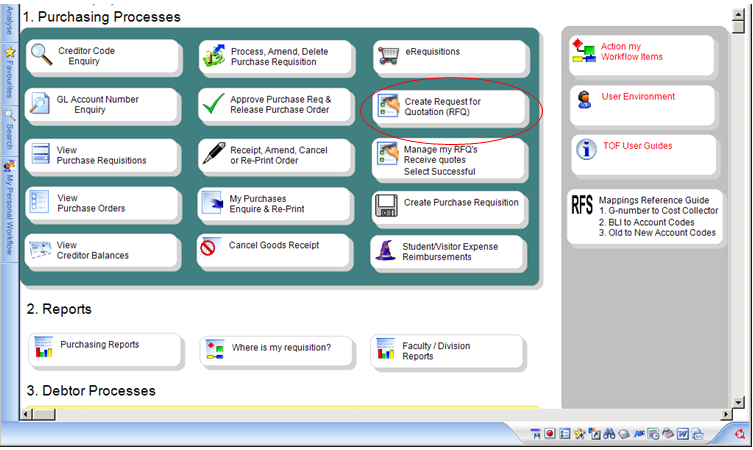 1. Purchasing Processes
Creditor Code
Enquiry
Process, Amend, Delete
Purchase Requisition
eRequisitions
GL Account Number
Enquiry
Approve Purchase Req &
Release Purchase Order
Create Request for
Quotation (RFQ)
View
Purchase Requisitions
Receipt, Amend, Cancel
or Re-Print Order
Manage my RFQ's
Receive quotes
Select Successful
View
Purchase Orders
My Purchases
Enquire & Re-Print
Create Purchase Requisition
View
Creditor Balances
Cancel Goods Receipt
Student/Visitor Expense
Reimbursements
Action my
Workflow Items
User Environment
TOF User Guides
RFS
Mappings Reference Guide
1. G-number to Cost Collector
2. BLI to Account Codes
3. Old to New Account Codes
2. Reports
Purchasing Reports
Where is my requisition?
Faculty / Division
Reports
3. Debtor Processes
Analyse
Favourites
Search
My Personal Workflow
ABC
W